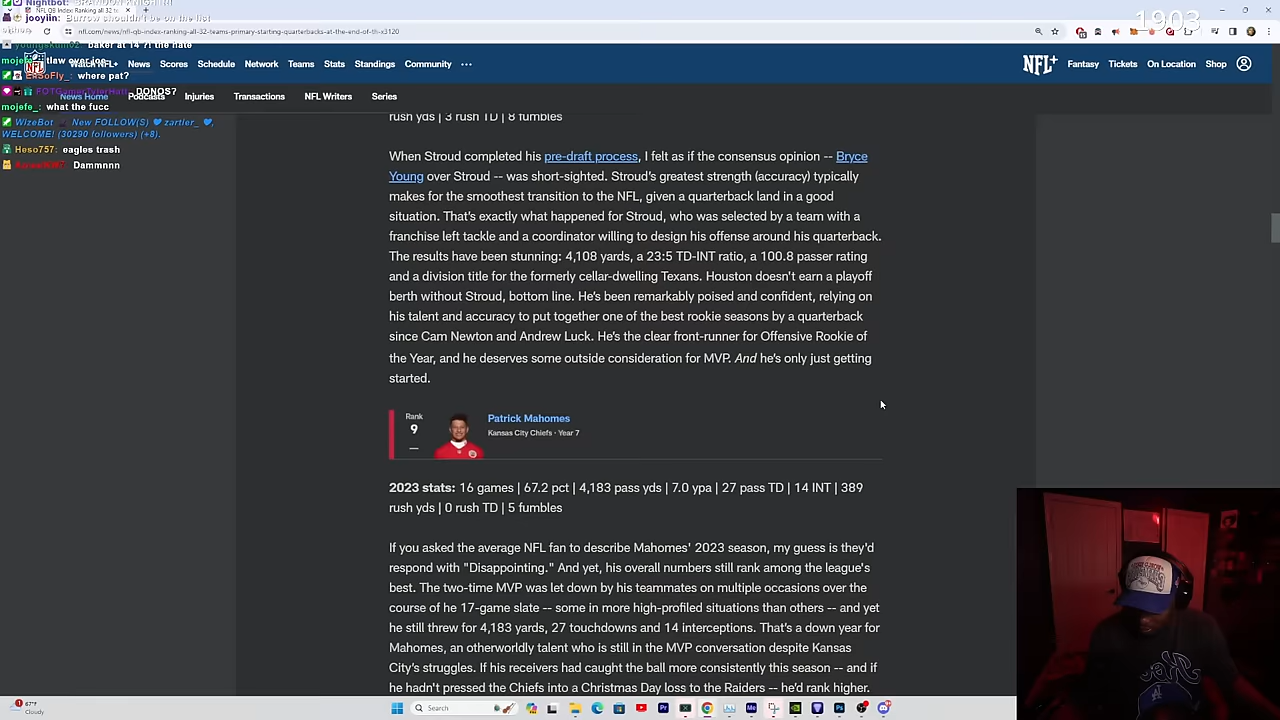 Nightbot: BRANDON KNIGHT!!!!
NFL QB Index: Ranking all 32 te
jooyiin: Burrow shouldn't be on the list
1903
nfl.com/news/nfl-qb-index-ranking-all-32-teams-primary-starting-quarterbacks-at-the-end-of-th-x3120
baker at 14 ?! the hate
NFL+ News Scores Schedule Network Teams Stats Standings Community ...
NFL+ Fantasy Tickets On Location Shop
EasoFly_: where pat?
DONOS?
News Home Podcasts Injuries Transactions NFL Writers Series
mojefe_: what the fucc
WizeBot New FOLLOW(S) zartler_
WELCOME! (30290 followers) (+8).
Heso757: eagles trash
Dammnnn
rush yds | 3 rush TD | 8 fumbles
When Stroud completed his pre-draft process, I felt as if the consensus opinion -- Bryce
Young over Stroud -- was short-sighted. Stroud's greatest strength (accuracy) typically
makes for the smoothest transition to the NFL, given a quarterback land in a good
situation. That's exactly what happened for Stroud, who was selected by a team with a
franchise left tackle and a coordinator willing to design his offense around his quarterback.
The results have been stunning: 4,108 yards, a 23:5 TD-INT ratio, a 100.8 passer rating
and a division title for the formerly cellar-dwelling Texans. Houston doesn't earn a playoff
berth without Stroud, bottom line. He's been remarkably poised and confident, relying on
his talent and accuracy to put together one of the best rookie seasons by a quarterback
since Cam Newton and Andrew Luck. He's the clear front-runner for Offensive Rookie of
the Year, and he deserves some outside consideration for MVP. And he's only just getting
started.
Rank
9
Patrick Mahomes
Kansas City Chiefs · Year 7
2023 stats: 16 games | 67.2 pct | 4,183 pass yds | 7.0 ypa | 27 pass TD | 14 INT | 389
rush yds | 0 rush TD | 5 fumbles
If you asked the average NFL fan to describe Mahomes' 2023 season, my guess is they'd
respond with "Disappointing." And yet, his overall numbers still rank among the league's
best. The two-time MVP was let down by his teammates on multiple occasions over the
course of he 17-game slate -- some in more high-profiled situations than others -- and yet
he still threw for 4,183 yards, 27 touchdowns and 14 interceptions. That's a down year for
Mahomes, an otherworldly talent who is still in the MVP conversation despite Kansas
City's struggles. If his receivers had caught the ball more consistently this season -- and if
he hadn't pressed the Chiefs into a Christmas Day loss to the Raiders -- he'd rank higher.
67°F
Cloudy
Search